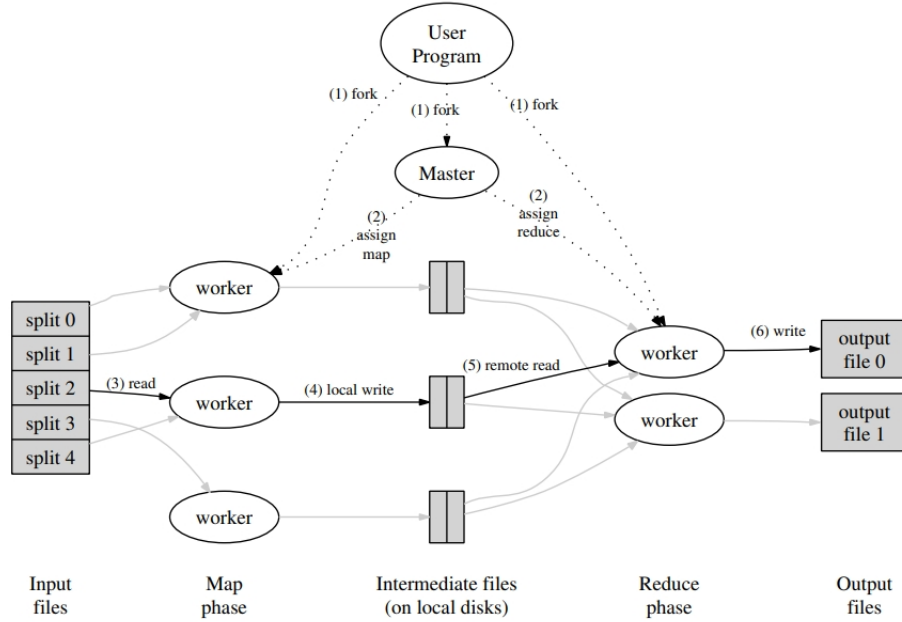 User
Program
(1) fork
(1) fork
(1) fork
Master
(2)
assign
map
(2)
assign
reduce
worker
split 0
split 1
split 2
split 3
split 4
(3) read
worker
(4) local write
(5) remote read
worker
(6) write
output
file 0
worker
output
file 1
worker
Input
files
Map
phase
Intermediate files
(on local disks)
Reduce
phase
Output
files